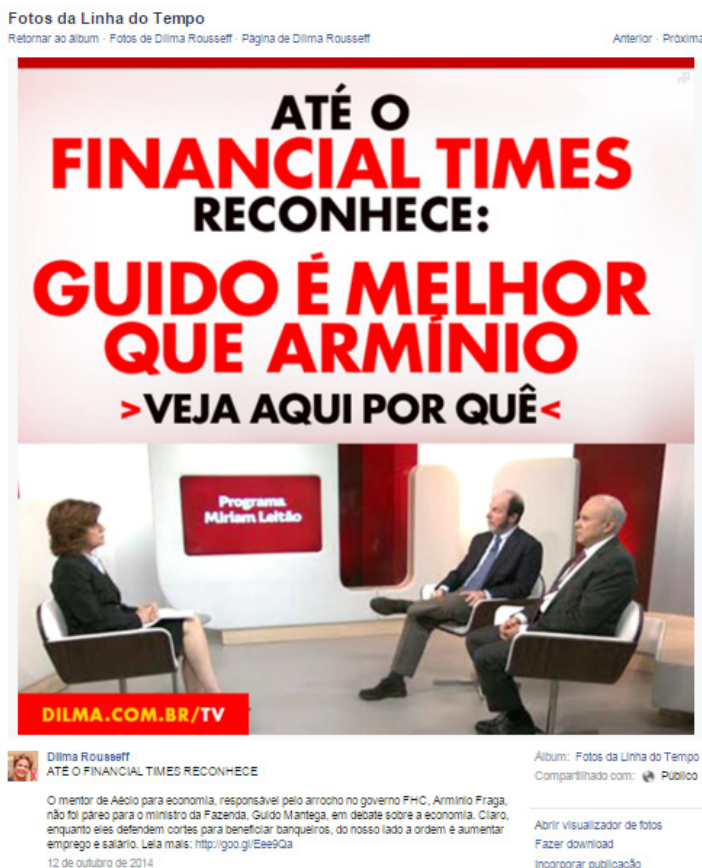 Fotos da Linha do Tempo
Retornar ao álbum · Fotos de Dilma Rousseff · Página de Dilma Rousseff
Anterior · Próxima
ATÉ O
FINANCIAL TIMES
RECONHECE:
GUIDO É MELHOR
QUE ARMÍNIO
>VEJA AQUI POR QUÊ<
Programa
Míriam Leitão
DILMA.COM.BR/TV
Dilma Rousseff
ATÉ O FINANCIAL TIMES RECONHECE
O mentor de Aécio para economia, responsável pelo arrocho no governo FHC, Armínio Fraga,
não foi páreo para o ministro da Fazenda, Guido Mantega, em debate sobre a economia. Claro,
enquanto eles defendem cortes para beneficiar banqueiros, do nosso lado a ordem é aumentar
emprego e salário. Leia mais: http://goo.gl/Eee9Qa
12 de outubro de 2014
Álbum: Fotos da Linha do Tempo
Compartilhado com: Público
Abrir visualizador de fotos
Fazer download
Incorporar publicação